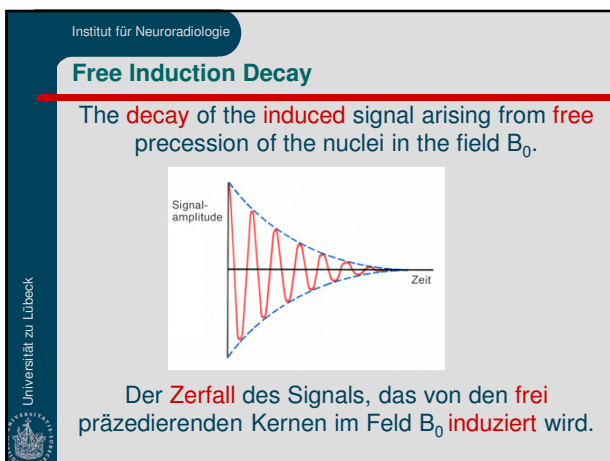 Institut für Neuroradiologie
Free Induction Decay
The decay of the induced signal arising from free
precession of the nuclei in the field B₀.
Signal-
amplitude
Zeit
Der Zerfall des Signals, das von den frei
präzedierenden Kernen im Feld B₀ induziert wird.
Universität zu Lübeck